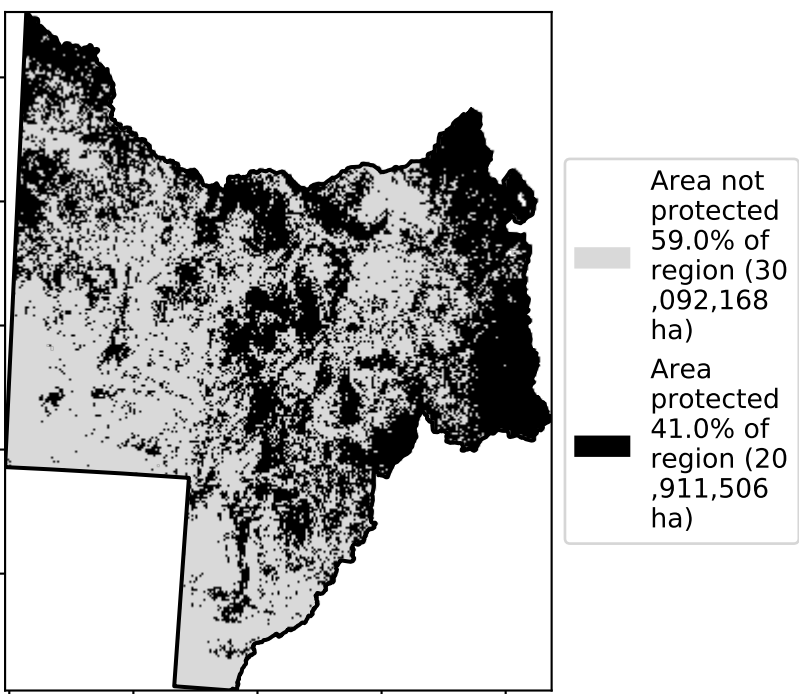 Area not
protected
59.0% of
region (30
,092,168
ha)
Area
protected
41.0% of
region (20
,911,506
ha)